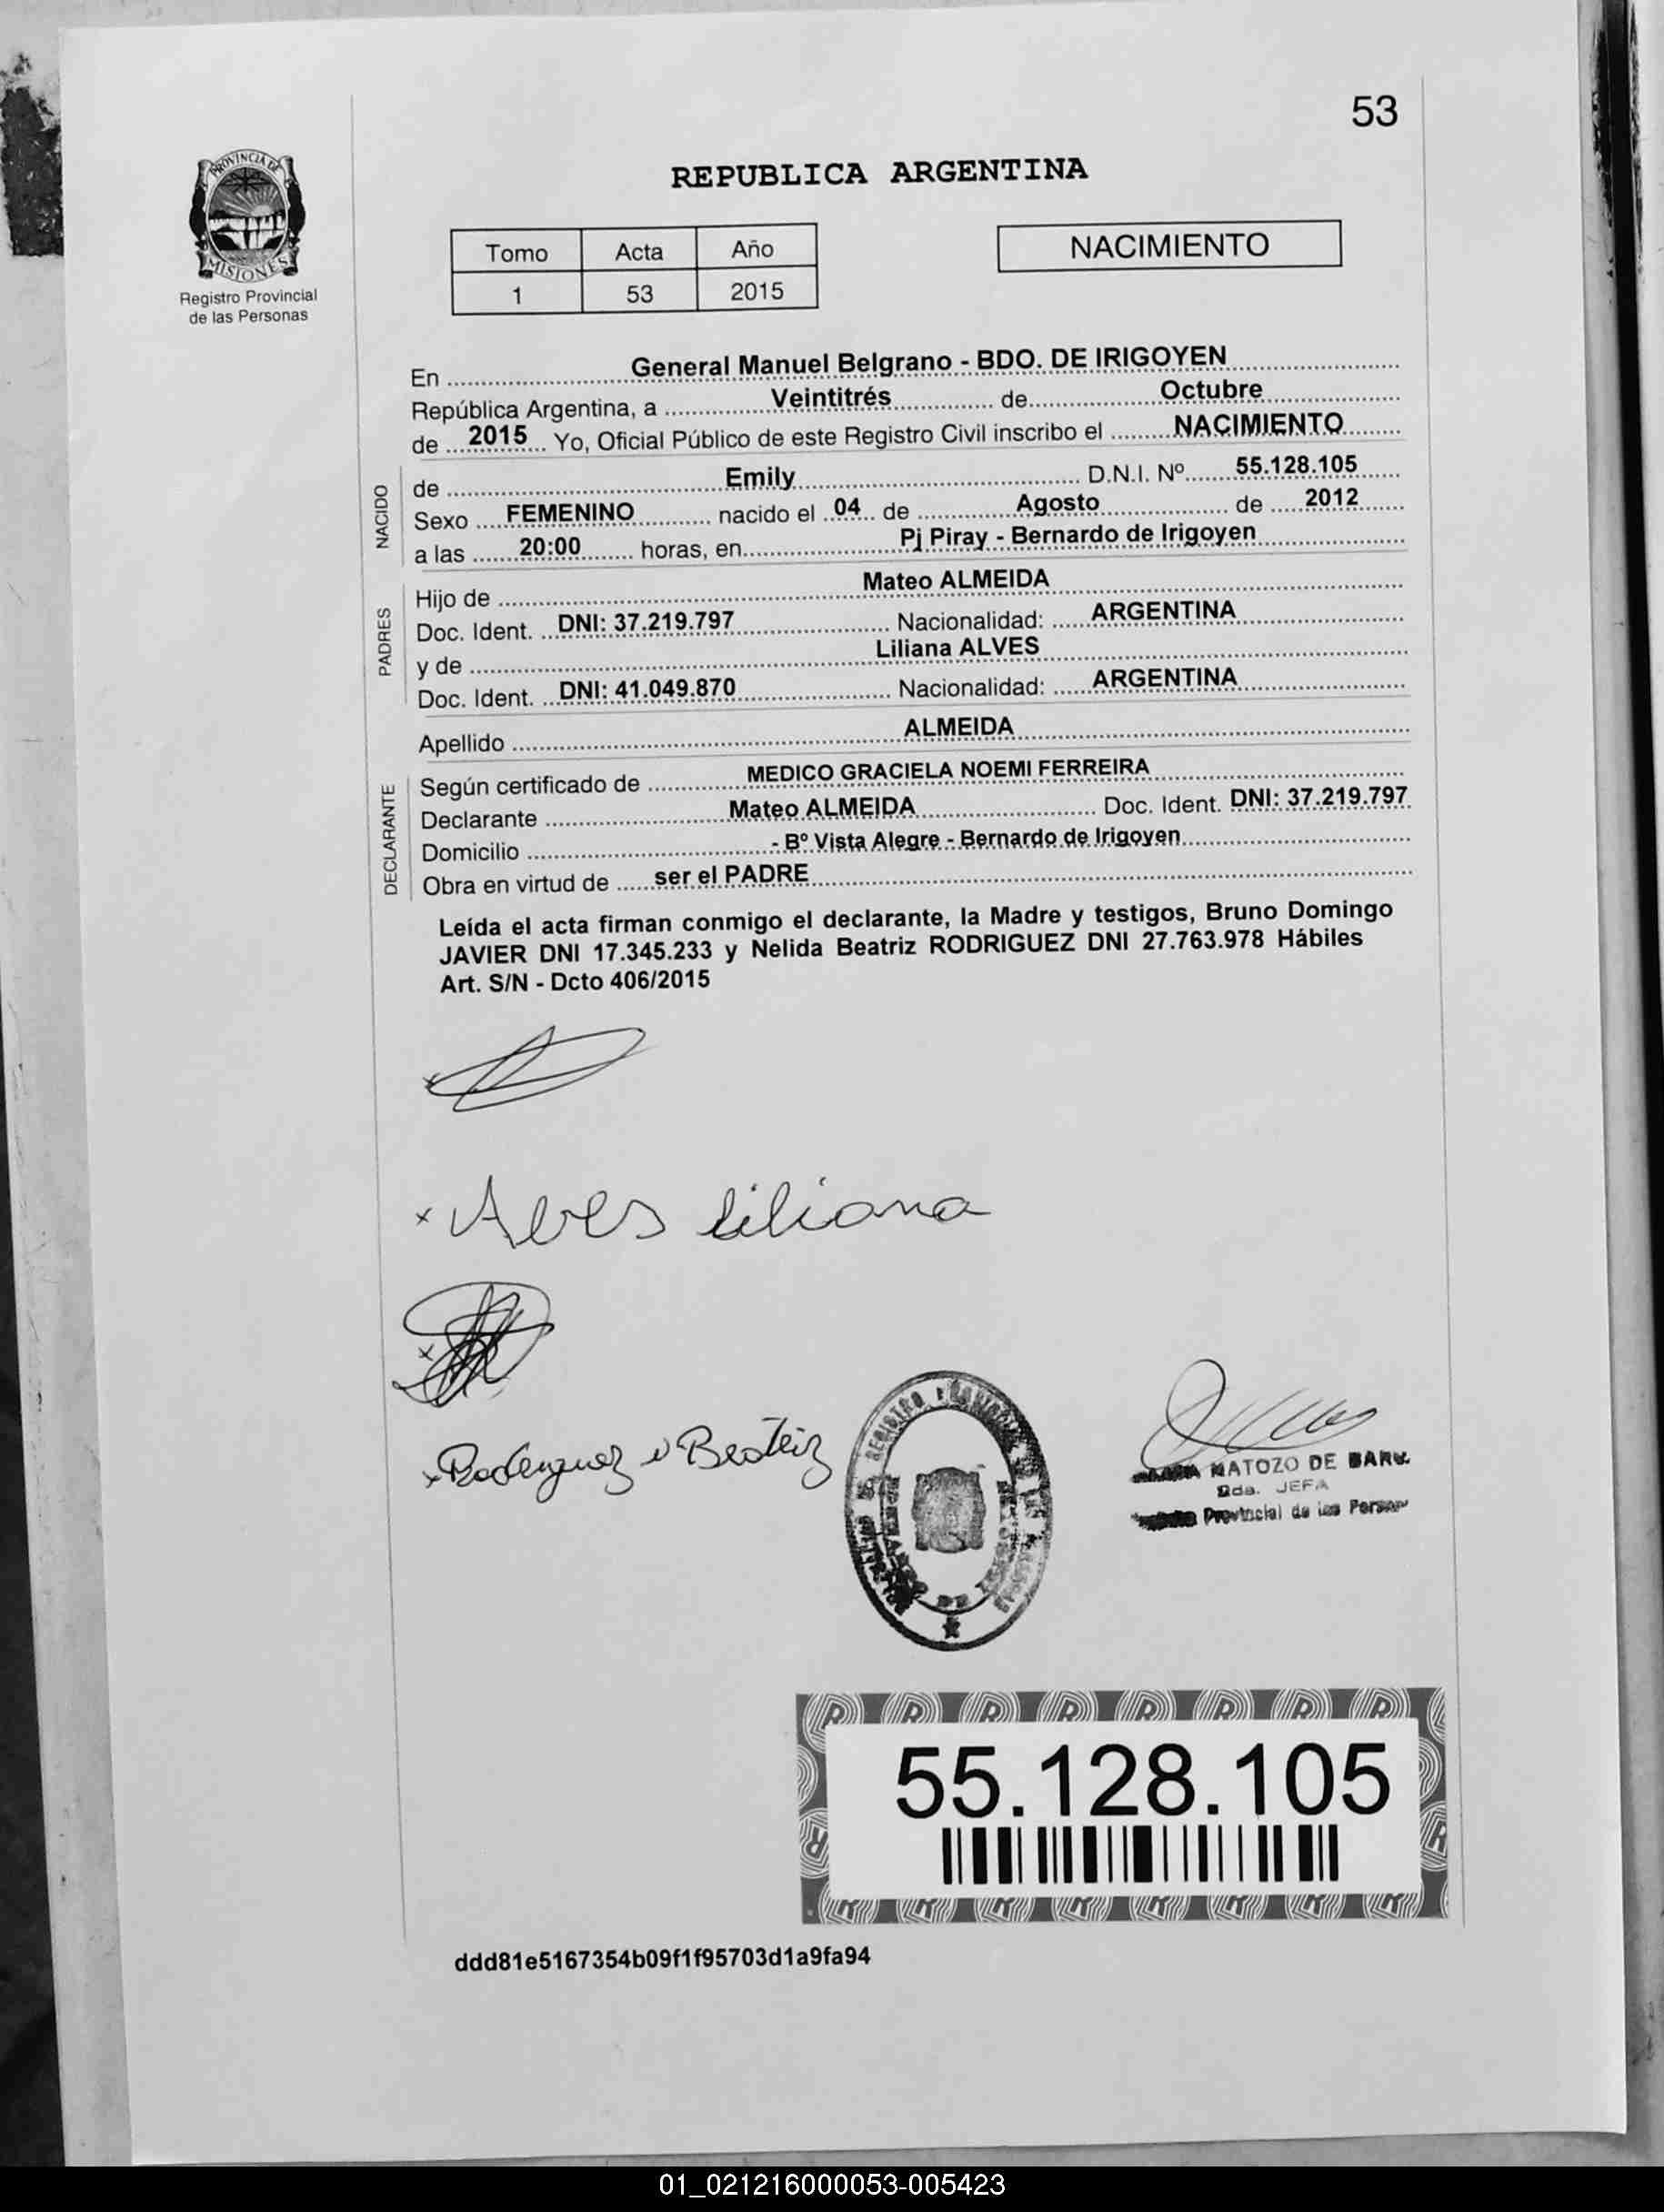 53
PROVINCIA DE
MISIONES
Registro Provincial
de las Personas
REPUBLICA ARGENTINA
Tomo Acta Año
1 53 2015
NACIMIENTO
En General Manuel Belgrano - BDO. DE IRIGOYEN
República Argentina, a Veintitrés de Octubre
de 2015 Yo, Oficial Público de este Registro Civil inscribo el NACIMIENTO
NACIDO
de Emily D.N.I. Nº 55.128.105
Sexo FEMENINO nacido el 04 de Agosto de 2012
a las 20:00 horas, en Pj Piray - Bernardo de Irigoyen
PADRES
Hijo de Mateo ALMEIDA
Doc. Ident. DNI: 37.219.797 Nacionalidad: ARGENTINA
y de Liliana ALVES
Doc. Ident. DNI: 41.049.870 Nacionalidad: ARGENTINA
Apellido ALMEIDA
DECLARANTE
Según certificado de MEDICO GRACIELA NOEMI FERREIRA
Declarante Mateo ALMEIDA Doc. Ident. DNI: 37.219.797
Domicilio - Bº Vista Alegre - Bernardo de Irigoyen
Obra en virtud de ser el PADRE
Leída el acta firman conmigo el declarante, la Madre y testigos, Bruno Domingo
JAVIER DNI 17.345.233 y Nelida Beatriz RODRIGUEZ DNI 27.763.978 Hábiles
Art. S/N - Dcto 406/2015
x Alves Liliana
x Rodriguez N Beatriz
REGISTRO
MATOZO DE
JEFA
Provincial de las
55.128.105
ddd81e5167354b09f1f95703d1a9fa94
01_021216000053-005423